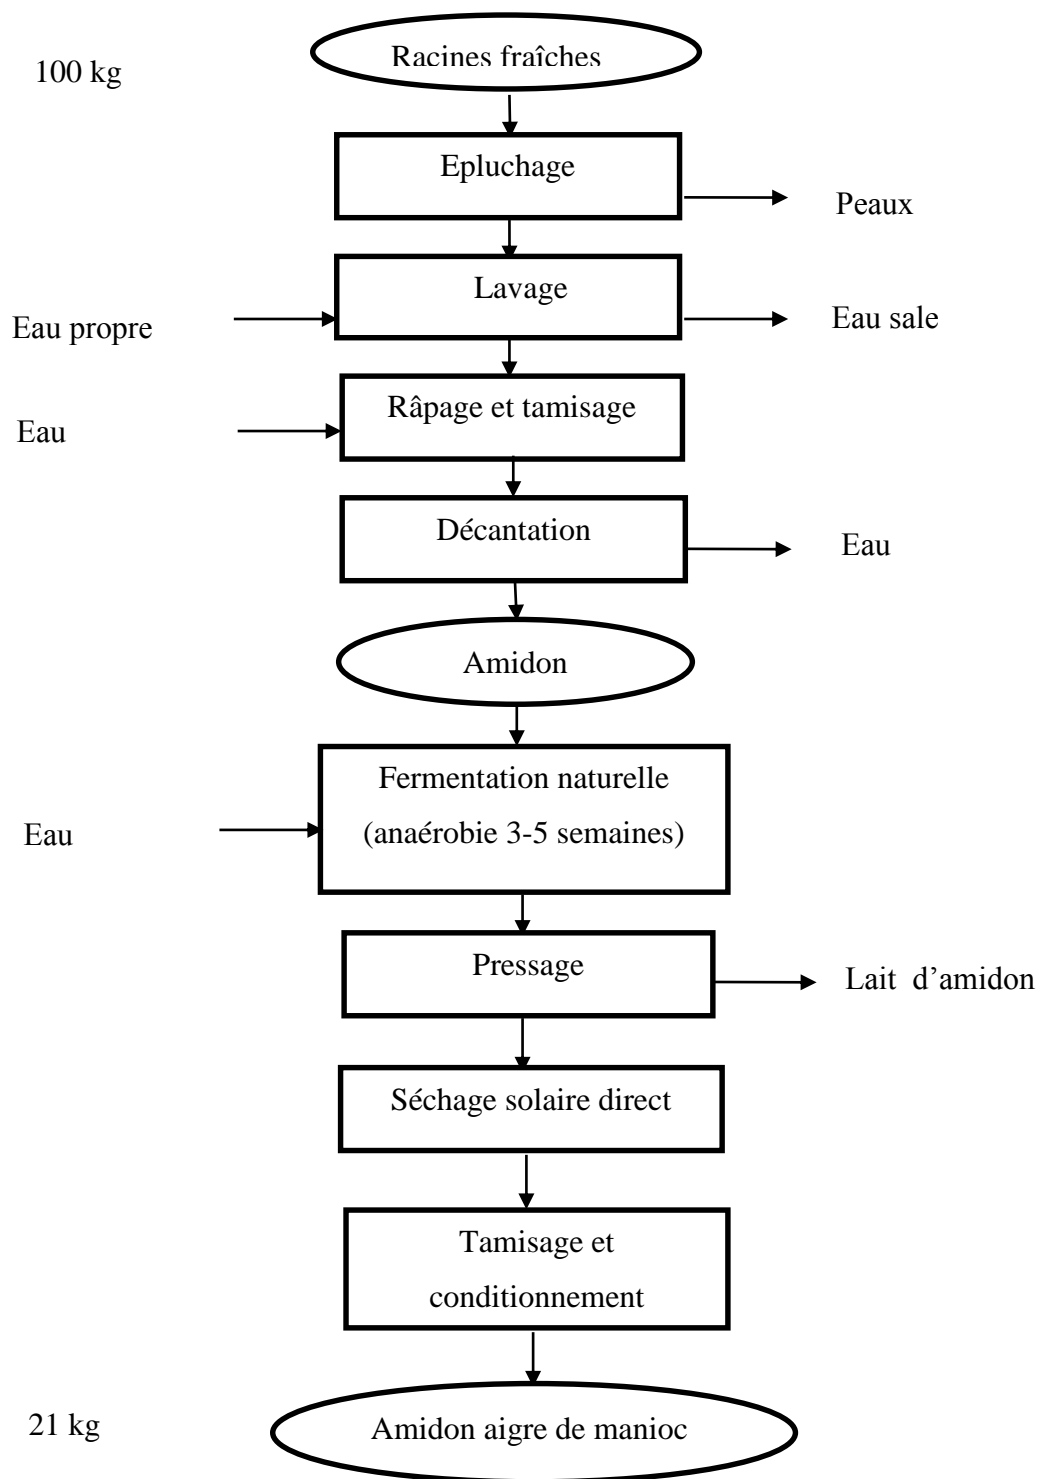 100 kg
Racines fraîches
Epluchage
Peaux
Lavage
Eau propre
Eau sale
Râpage et tamisage
Eau
Décantation
Eau
Amidon
Fermentation naturelle
(anaérobie 3-5 semaines)
Eau
Pressage
Lait d’amidon
Séchage solaire direct
Tamisage et
conditionnement
21 kg
Amidon aigre de manioc